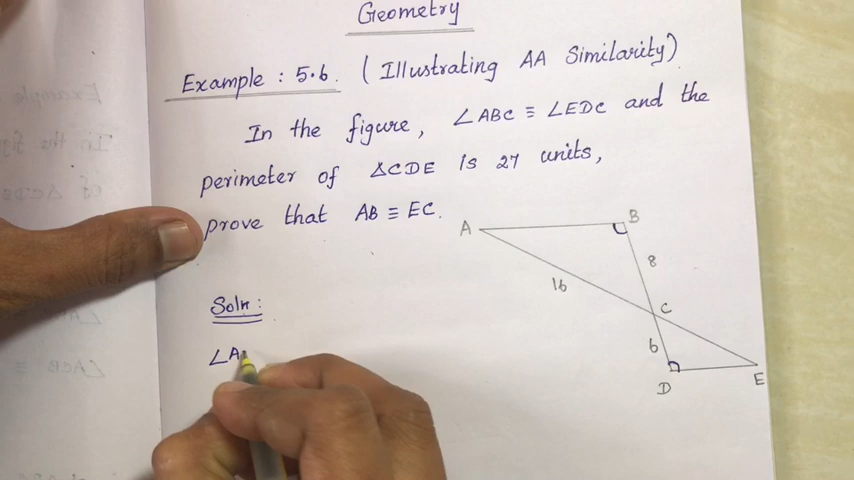 Geometry
Example : 5.6. ( Illustrating AA Similarity)
In the figure, ∠ABC ≡ ∠EDC and the
perimeter of ΔCDE is 27 units,
prove that AB ≡ EC.
A
B
8
16
C
6
D
E
Soln :
∠A